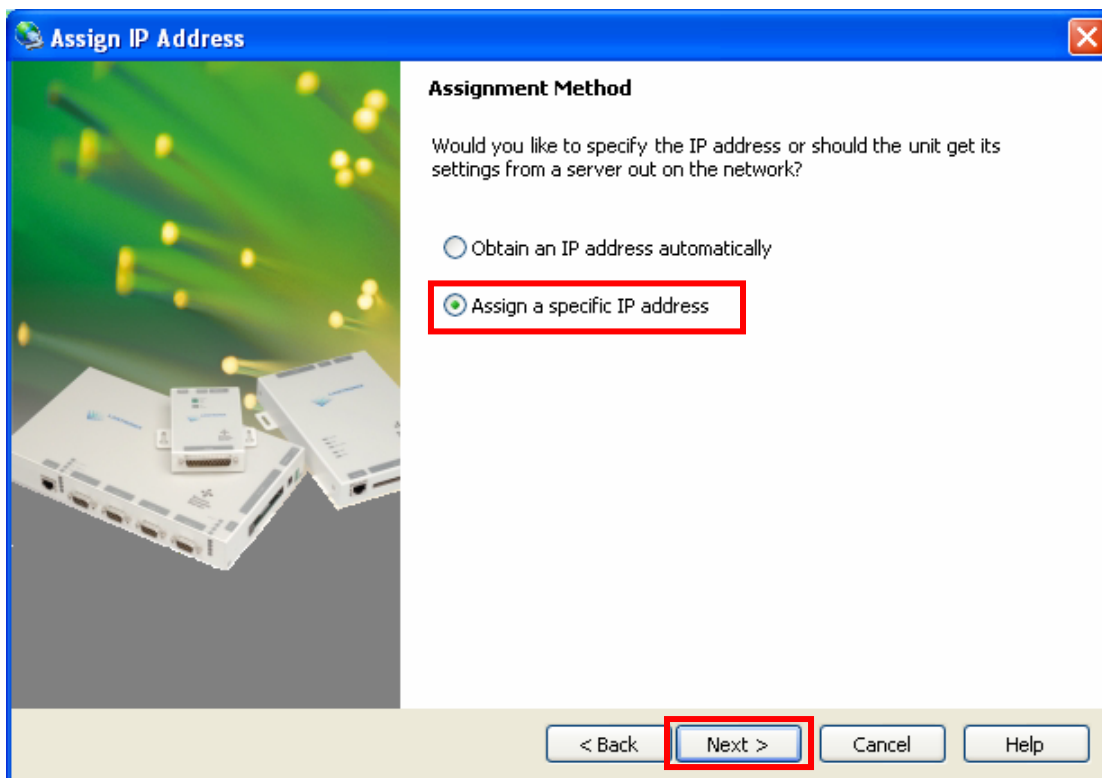 Assign IP Address
Assignment Method
Would you like to specify the IP address or should the unit get its
settings from a server out on the network?
Obtain an IP address automatically
Assign a specific IP address
< Back
Next >
Cancel
Help